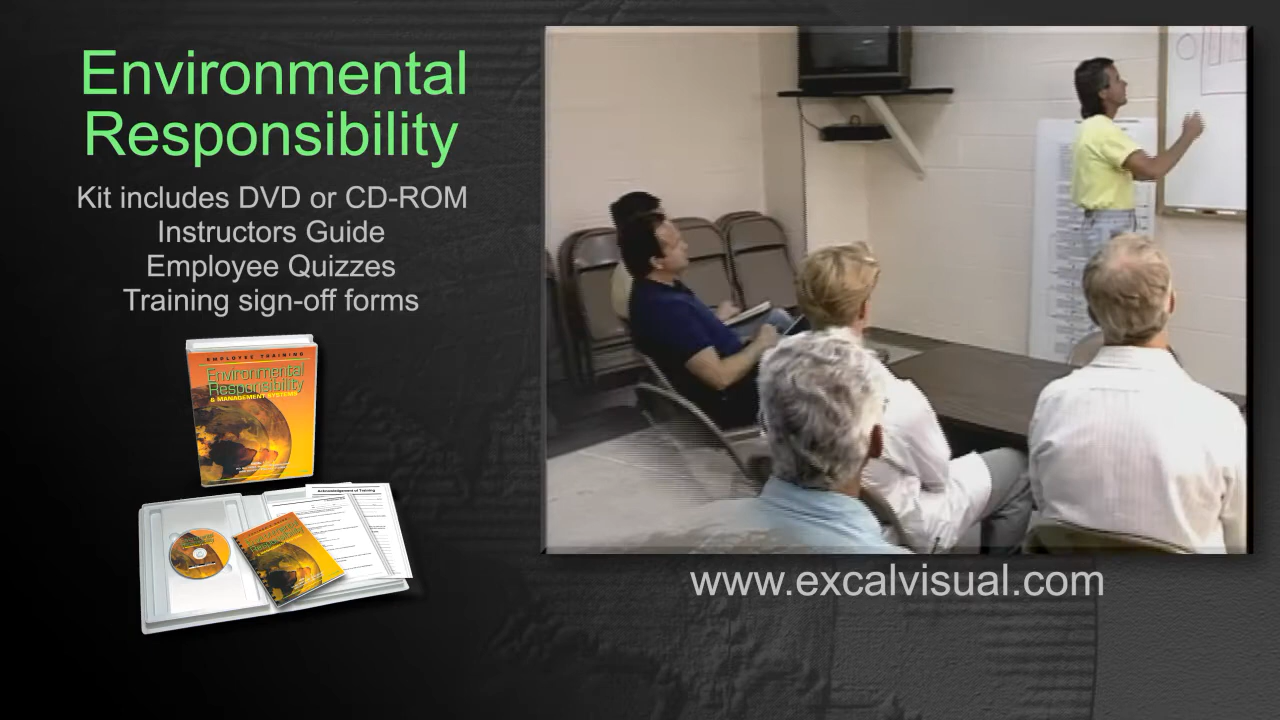 Environmental
Responsibility
Kit includes DVD or CD-ROM
Instructors Guide
Employee Quizzes
Training sign-off forms
EMPLOYEE TRAINING
Environmental
Responsibility
& MANAGEMENT SYSTEMS
Acknowledgement of Training
www.excalvisual.com